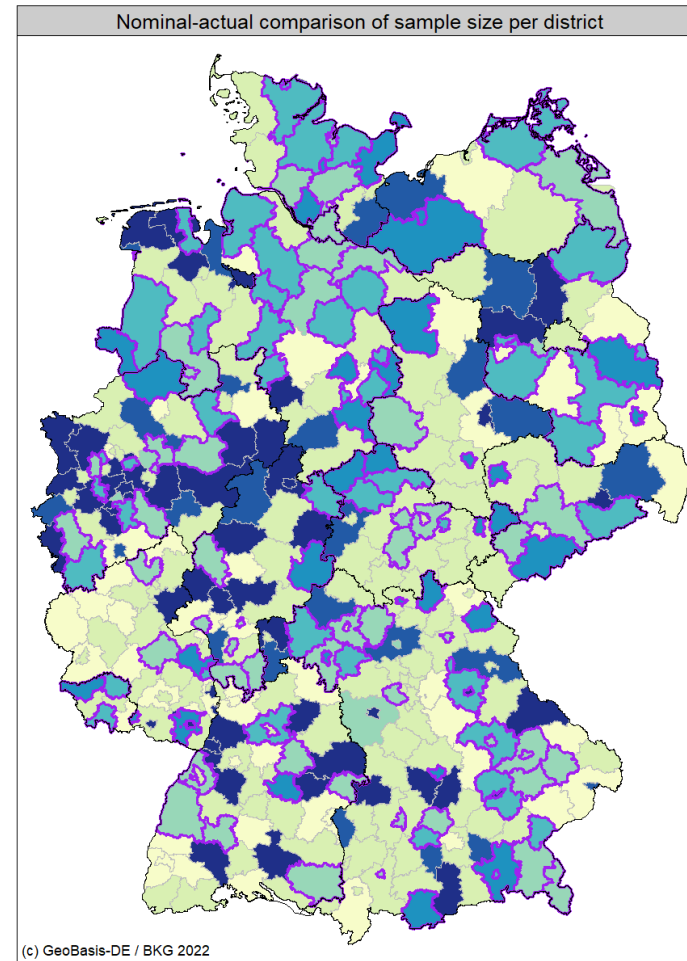 Nominal-actual comparison of sample size per district
(c) GeoBasis-DE / BKG 2022